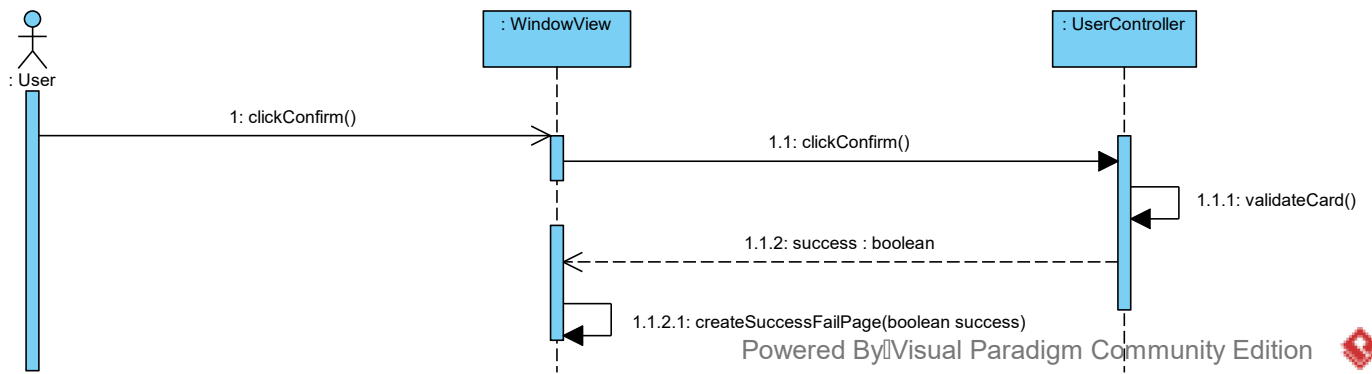 : WindowView
: UserController
: User
1: clickConfirm()
1.1: clickConfirm()
1.1.1: validateCard()
1.1.2: success : boolean
1.1.2.1: createSuccessFailPage(boolean success)
Powered By▯Visual Paradigm Community Edition